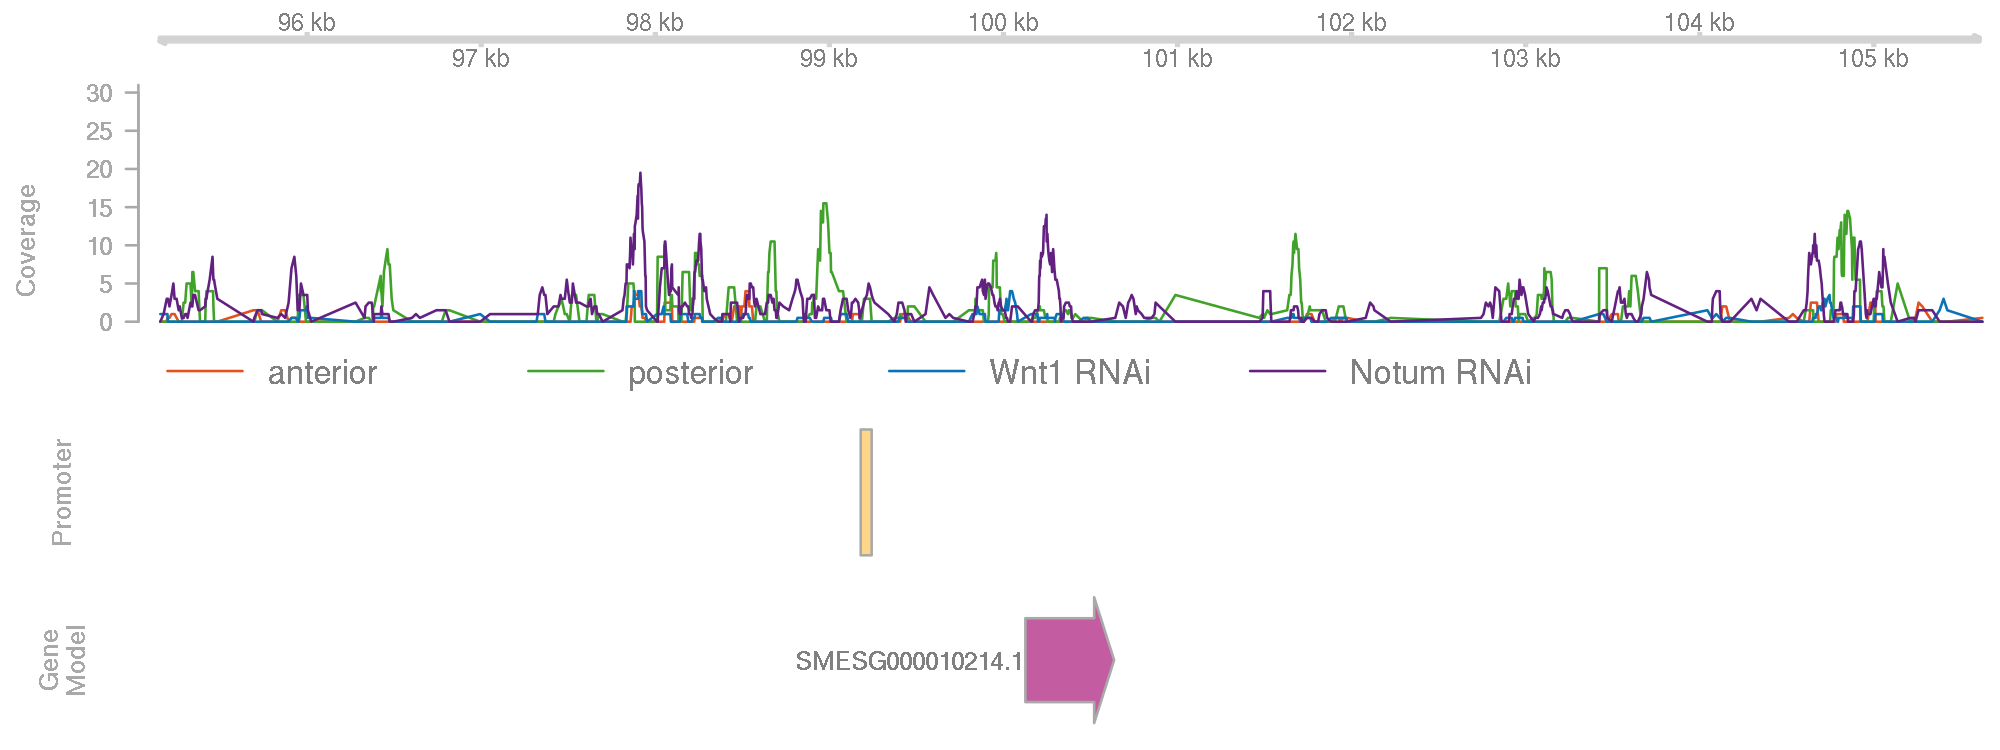 96 kb 98 kb 100 kb 102 kb 104 kb
97 kb 99 kb 101 kb 103 kb 105 kb
Coverage
30
25
20
15
10
5
0
anterior posterior Wnt1 RNAi Notum RNAi
Promoter
Gene
Model
SMESG000010214.1